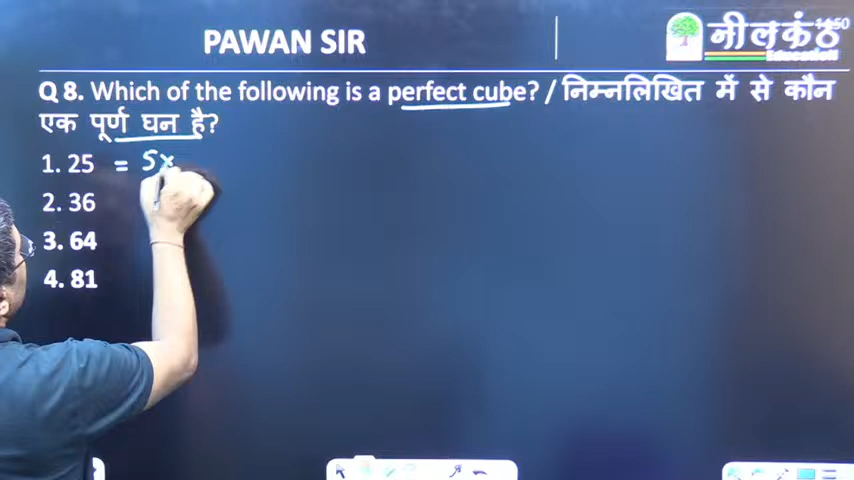 PAWAN SIR
नीलकंठ
Education
Q 8. Which of the following is a perfect cube? / निम्नलिखित में से कौन
एक पूर्ण घन है?
1. 25 = 5x
2. 36
3. 64
4. 81